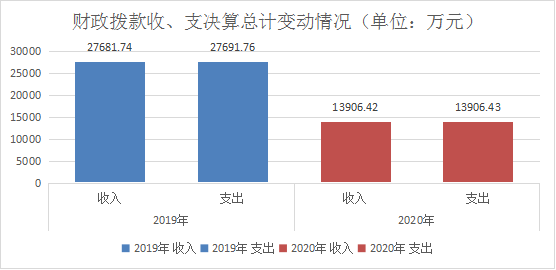 财政拨款收、支决算总计变动情况（单位：万元）
27681.74 27691.76
30000
25000
20000
15000
10000
5000
0
13906.42 13906.43
收入 支出 收入 支出
2019年 2020年
2019年 收入 2019年 支出 2020年 收入 2020年 支出